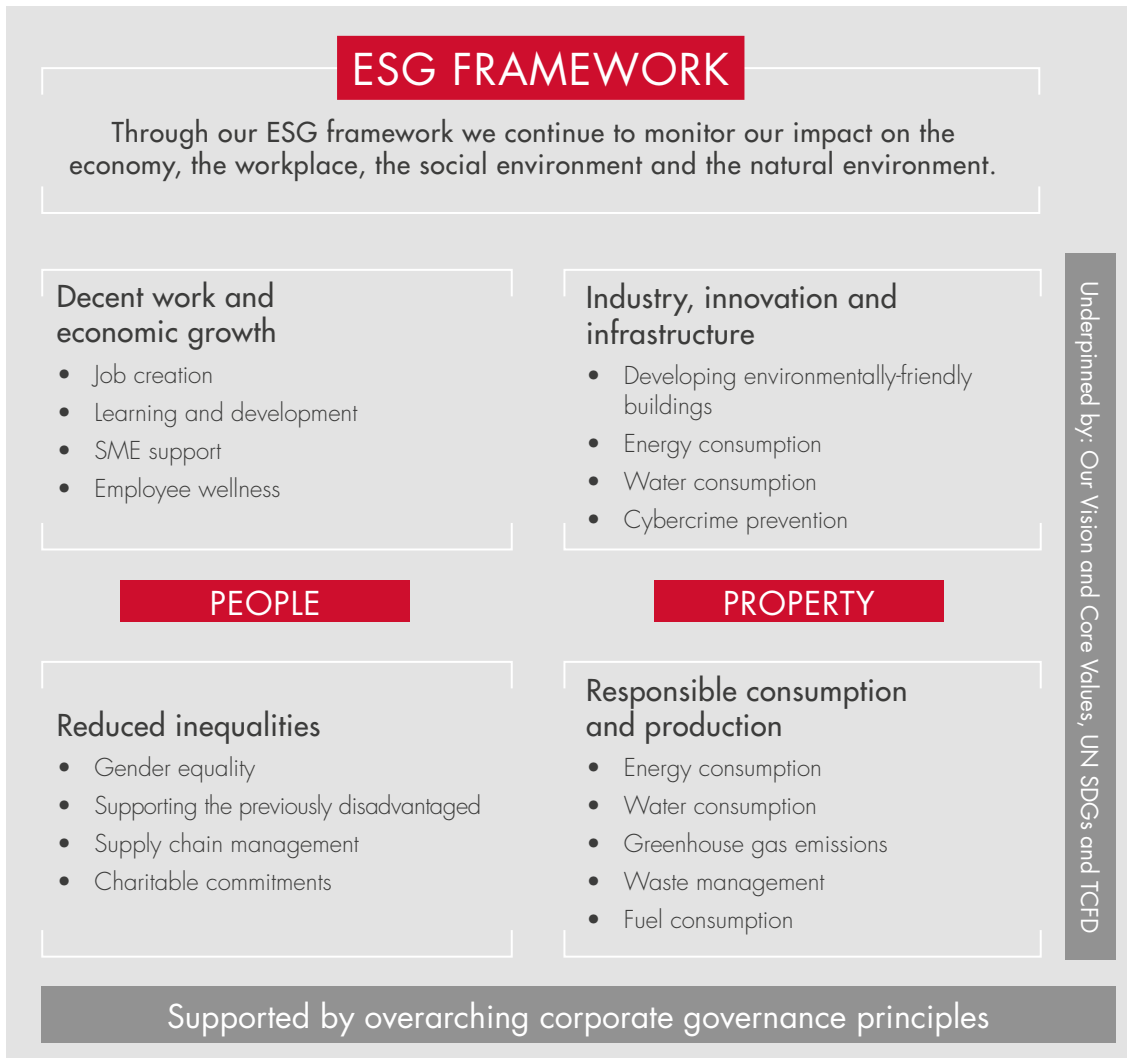 ESG FRAMEWORK
Through our ESG framework we continue to monitor our impact on the
economy, the workplace, the social environment and the natural environment.
Decent work and
economic growth
• Job creation
• Learning and development
• SME support
• Employee wellness
Industry, innovation and
infrastructure
• Developing environmentally-friendly
buildings
• Energy consumption
• Water consumption
• Cybercrime prevention
PEOPLE
PROPERTY
Reduced inequalities
• Gender equality
• Supporting the previously disadvantaged
• Supply chain management
• Charitable commitments
Responsible consumption
and production
• Energy consumption
• Water consumption
• Greenhouse gas emissions
• Waste management
• Fuel consumption
Underpinned by: Our Vision and Core Values, UN SDGs and TCFD
Supported by overarching corporate governance principles